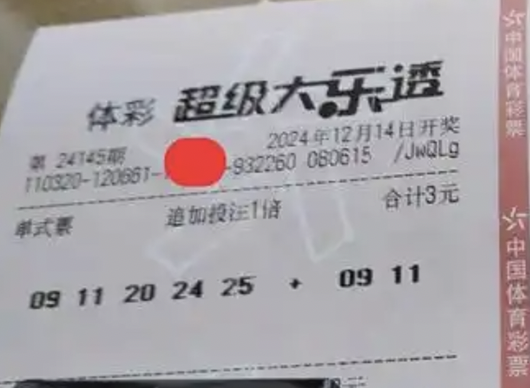 体彩 超级大乐透
第 24145期 2024年12月14日开奖
110320-120661- -932260 080615 /JwQLg
单式票 追加投注1倍 合计3元
09 11 20 24 25 + 09 11
中国体育彩票
中国体育彩票